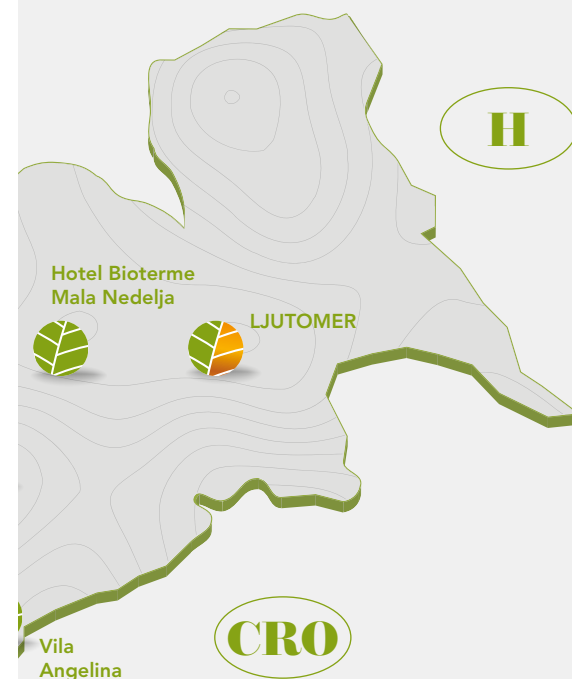 H
Hotel Bioterme
Mala Nedelja
LJUTOMER
CRO
Vila
Angelina